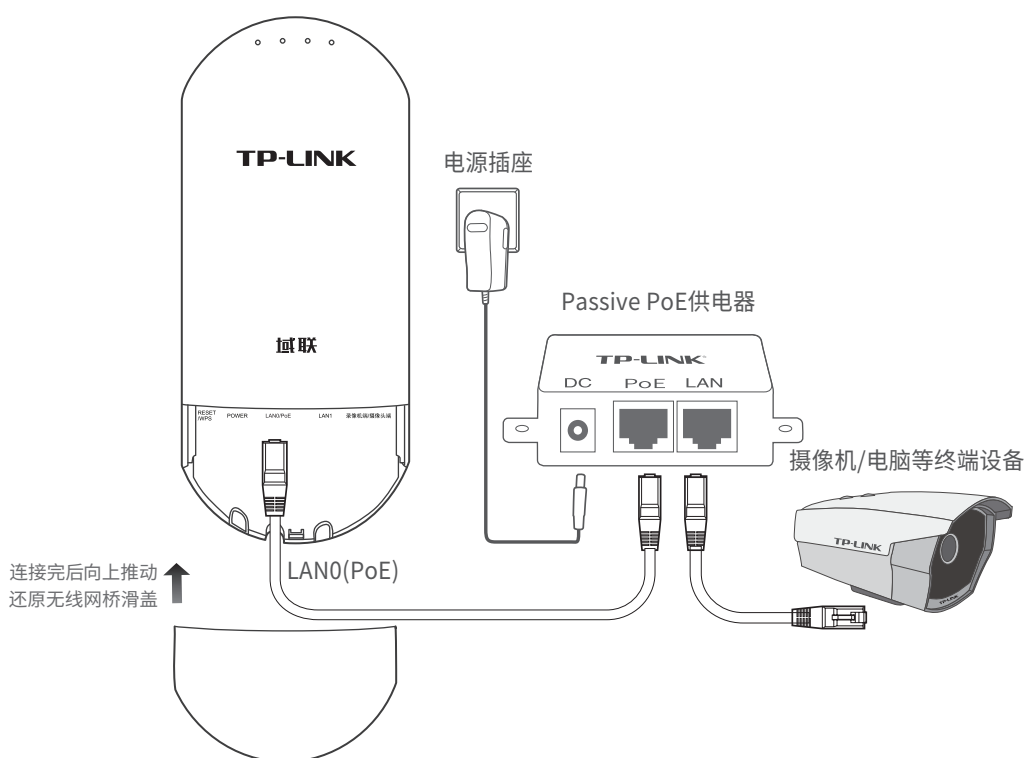 TP-LINK
域联
RESET
/WPS
POWER
LAN0/PoE
LAN1
录像机端/摄像头端
电源插座
Passive PoE供电器
TP-LINK
DC
PoE
LAN
摄像机/电脑等终端设备
TP-LINK
TP-LINK
LAN0(PoE)
连接完后向上推动
还原无线网桥滑盖